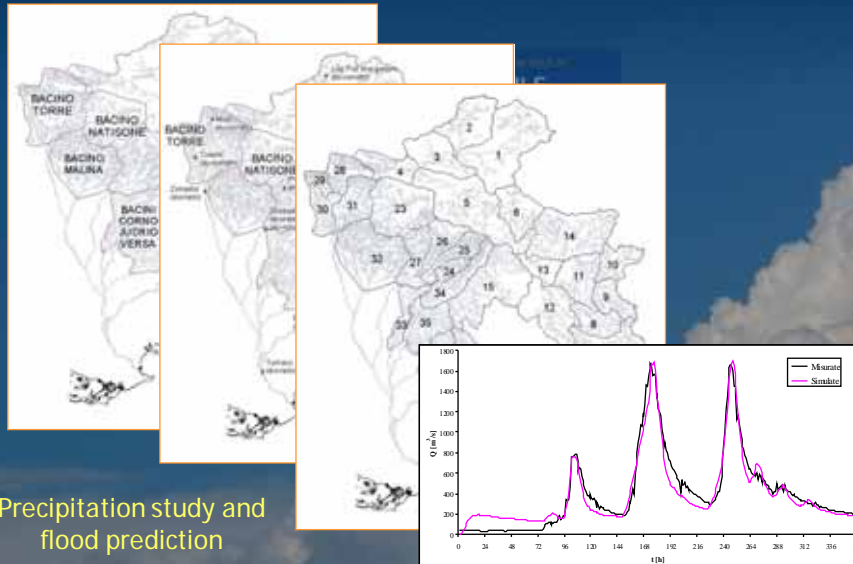 BACINO
TORRE
BACINO
NATISONE
BACINO
MALINA
BACINI
CORNO
JUDRIO
VERSA
BACINO
TORRE
BACINO
NATISONE
2
1
3
4
28
29
5
30
31
23
6
14
26
25
10
32
27
13
11
24
15
9
34
12
8
33
35
1800
1600
1400
1200
1000
800
600
400
200
0
Q [m³/s]
0 24 48 72 96 120 144 168 192 216 240 264 288 312 336
t [h]
Misurate
Simulate
Precipitation study and
flood prediction